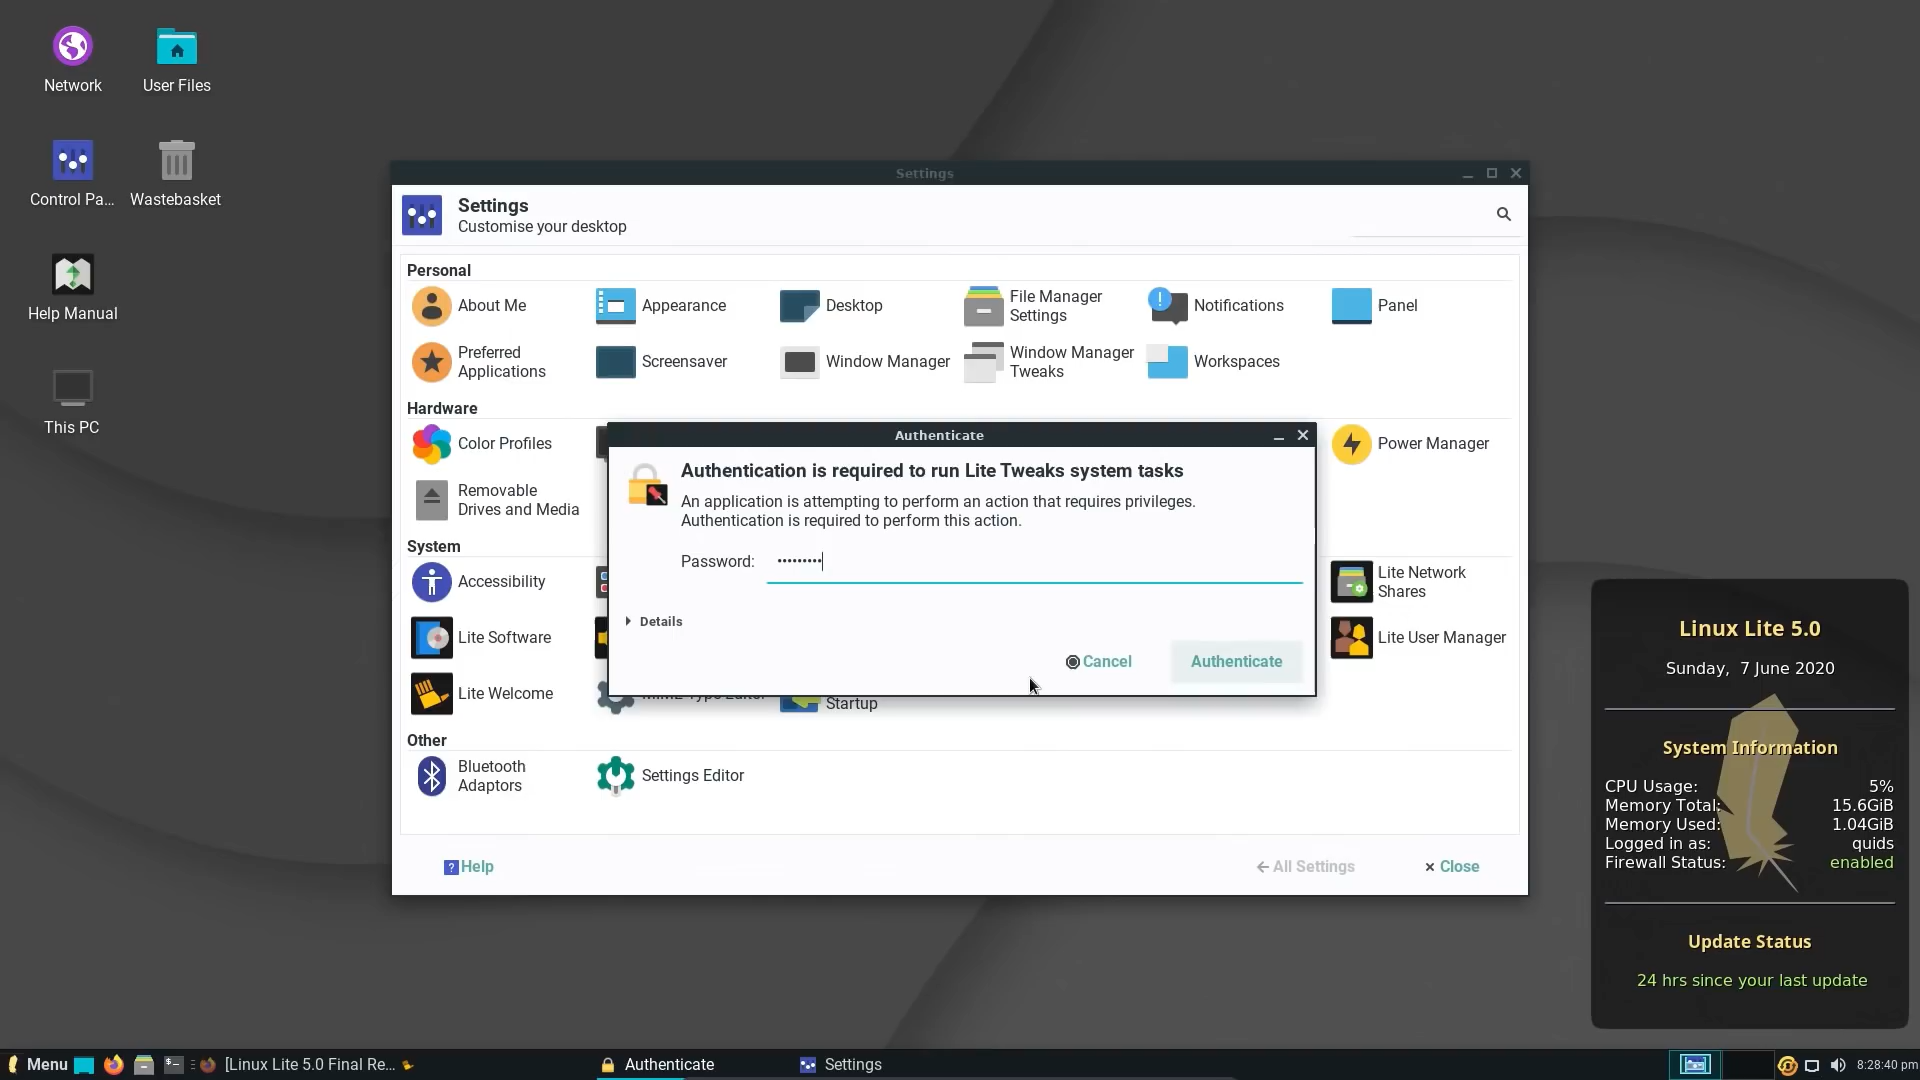 Network
User Files
Control Pa...
Wastebasket
Help Manual
This PC
Settings
Settings
Customise your desktop
Personal
About Me
Appearance
Desktop
File Manager
Settings
Notifications
Panel
Preferred
Applications
Screensaver
Window Manager
Window Manager
Tweaks
Workspaces
Hardware
Color Profiles
Power Manager
Removable
Drives and Media
System
Accessibility
Lite Network
Shares
Lite Software
Lite User Manager
Lite Welcome
Startup
Other
Bluetooth
Adaptors
Settings Editor
Help
All Settings
Close
Authenticate
Authentication is required to run Lite Tweaks system tasks
An application is attempting to perform an action that requires privileges.
Authentication is required to perform this action.
Password: •••••••••
Details
Cancel
Authenticate
Linux Lite 5.0
Sunday, 7 June 2020
System Information
CPU Usage: 5%
Memory Total: 15.6GiB
Memory Used: 1.04GiB
Logged in as: quids
Firewall Status: enabled
Update Status
24 hrs since your last update
Menu
[Linux Lite 5.0 Final Re...
Authenticate
Settings
8:28:40 pm